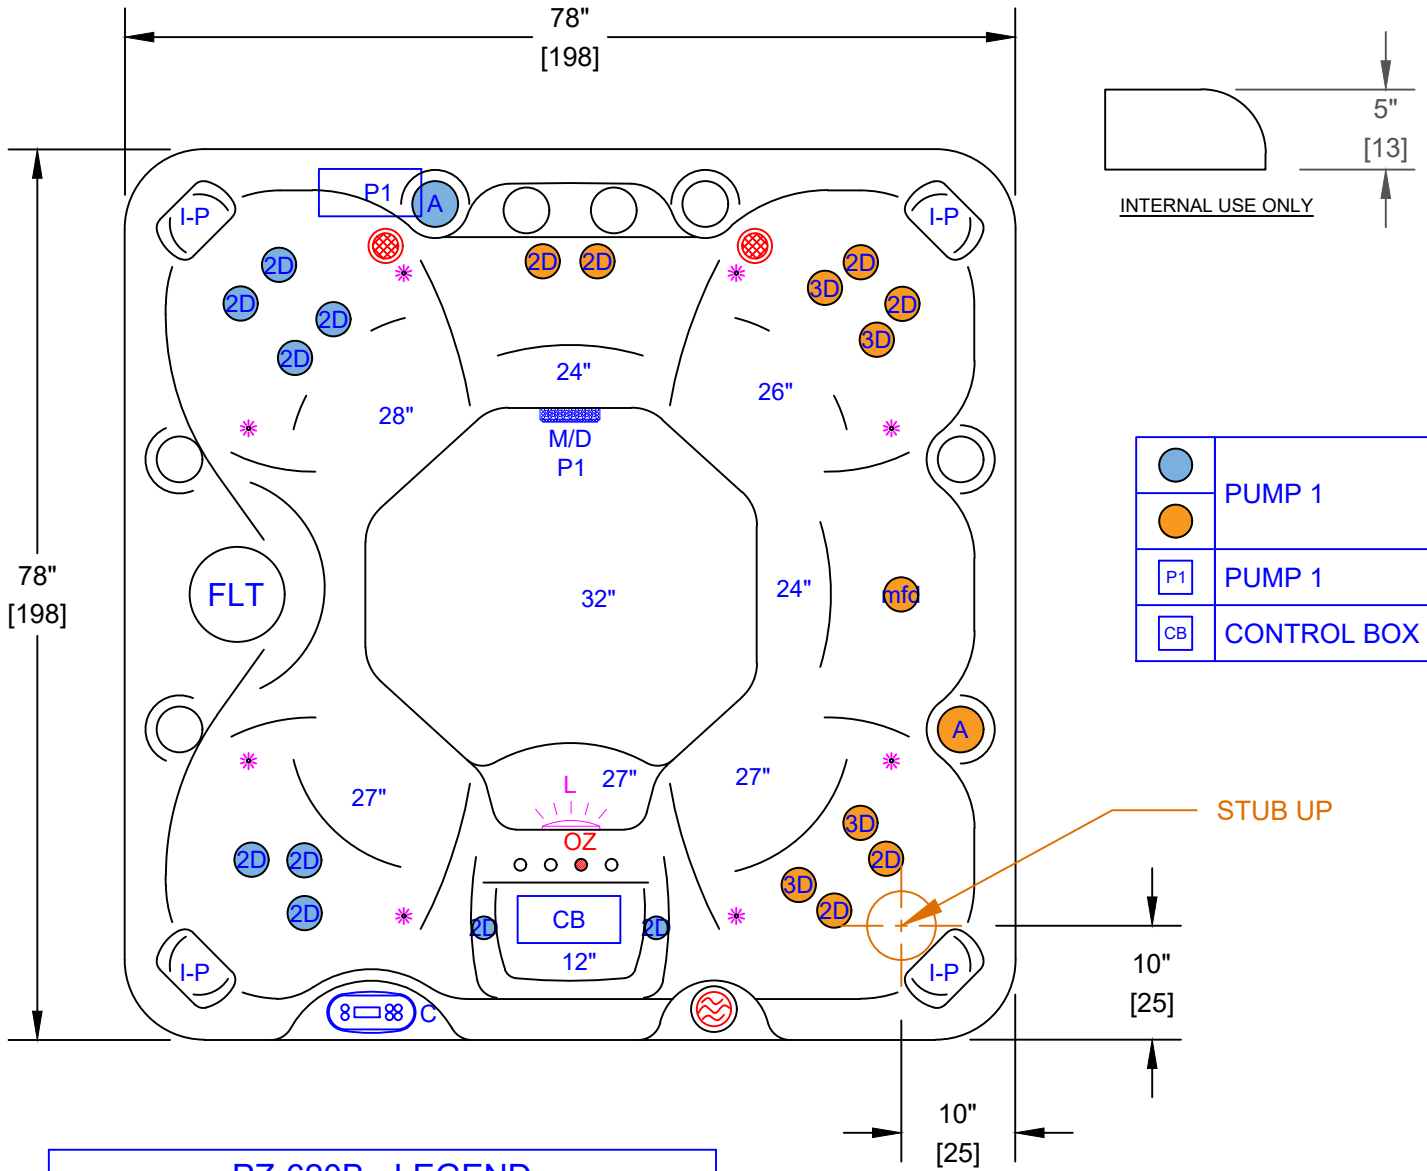 78"
[198]
5"
[13]
INTERNAL USE ONLY
P1
A
I-P
I-P
2D
2D
2D
2D
2D
2D
2D
3D
2D
2D
3D
24"
26"
28"
M/D
P1
PUMP 1
P1
PUMP 1
CB
CONTROL BOX
78"
[198]
FLT
32"
24"
mfd
A
L
27"
27"
27"
STUB UP
OZ
3D
2D
2D
2D
3D
2D
2D
2D
CB
2D
12"
I-P
I-P
10"
[25]
C
10"
[25]